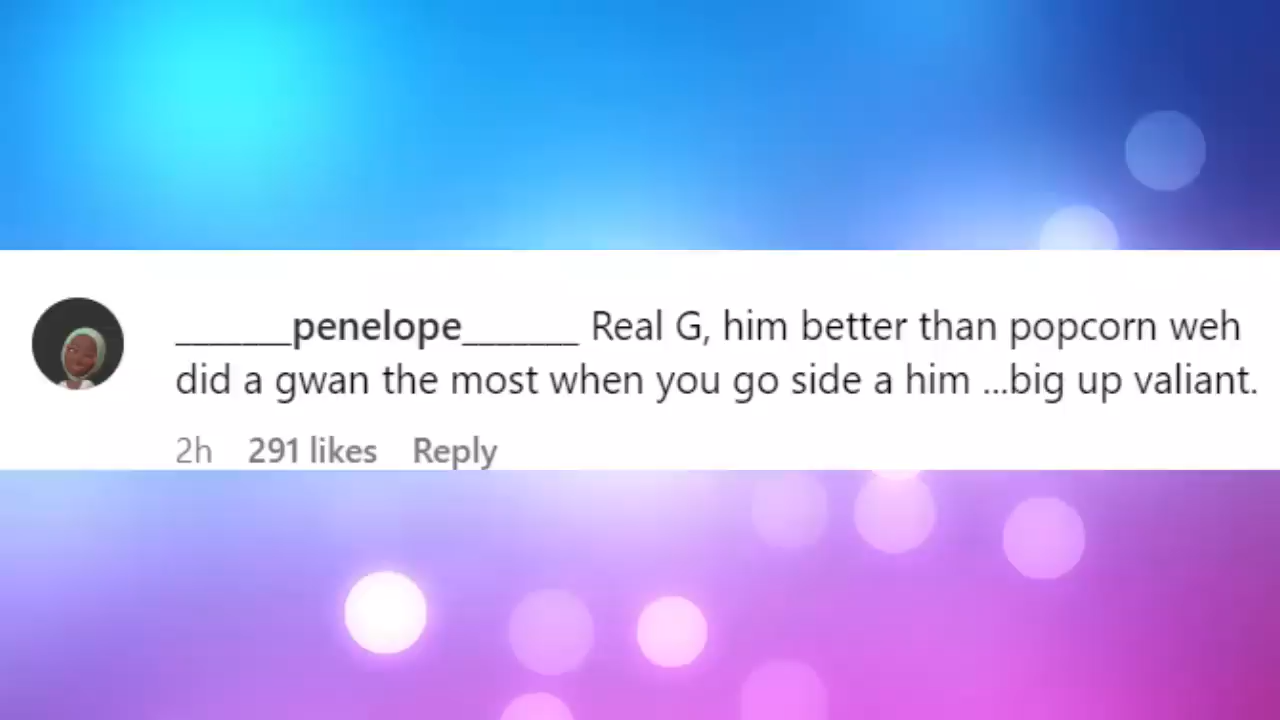 _______penelope_______ Real G, him better than popcorn weh
did a gwan the most when you go side a him ...big up valiant.
2h 291 likes Reply